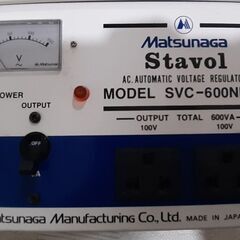 Matsunaga
Stavol
AC. AUTOMATIC VOLTAGE REGULATOR
MODEL SVC-600N
V
POWER
OUTPUT
OFF
OUTPUT TOTAL 600VA
100V 100V
Matsunaga Manufacturing Co., Ltd. MADE IN JAPAN